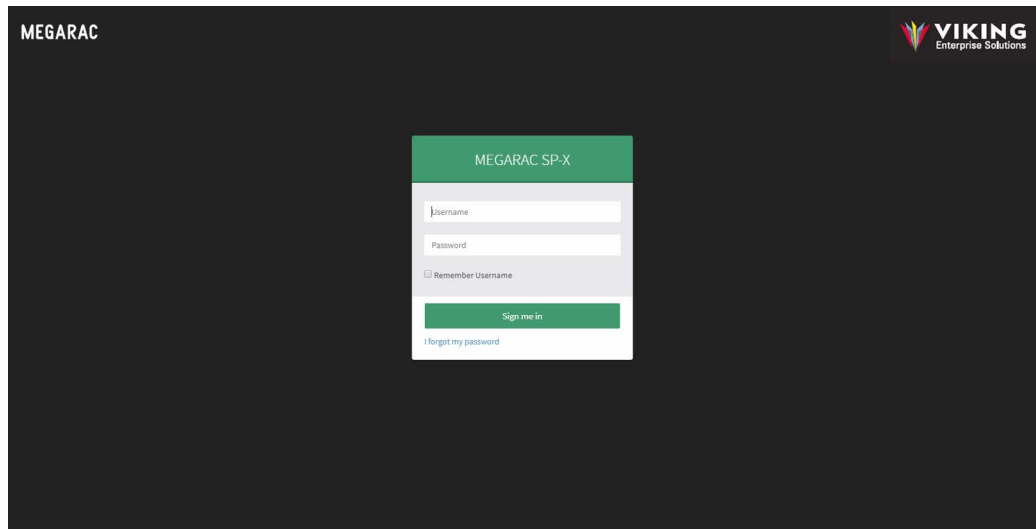 MEGARAC
VIKING
Enterprise Solutions
MEGARAC SP-X
Username
Password
Remember Username
Sign me in
I forgot my password